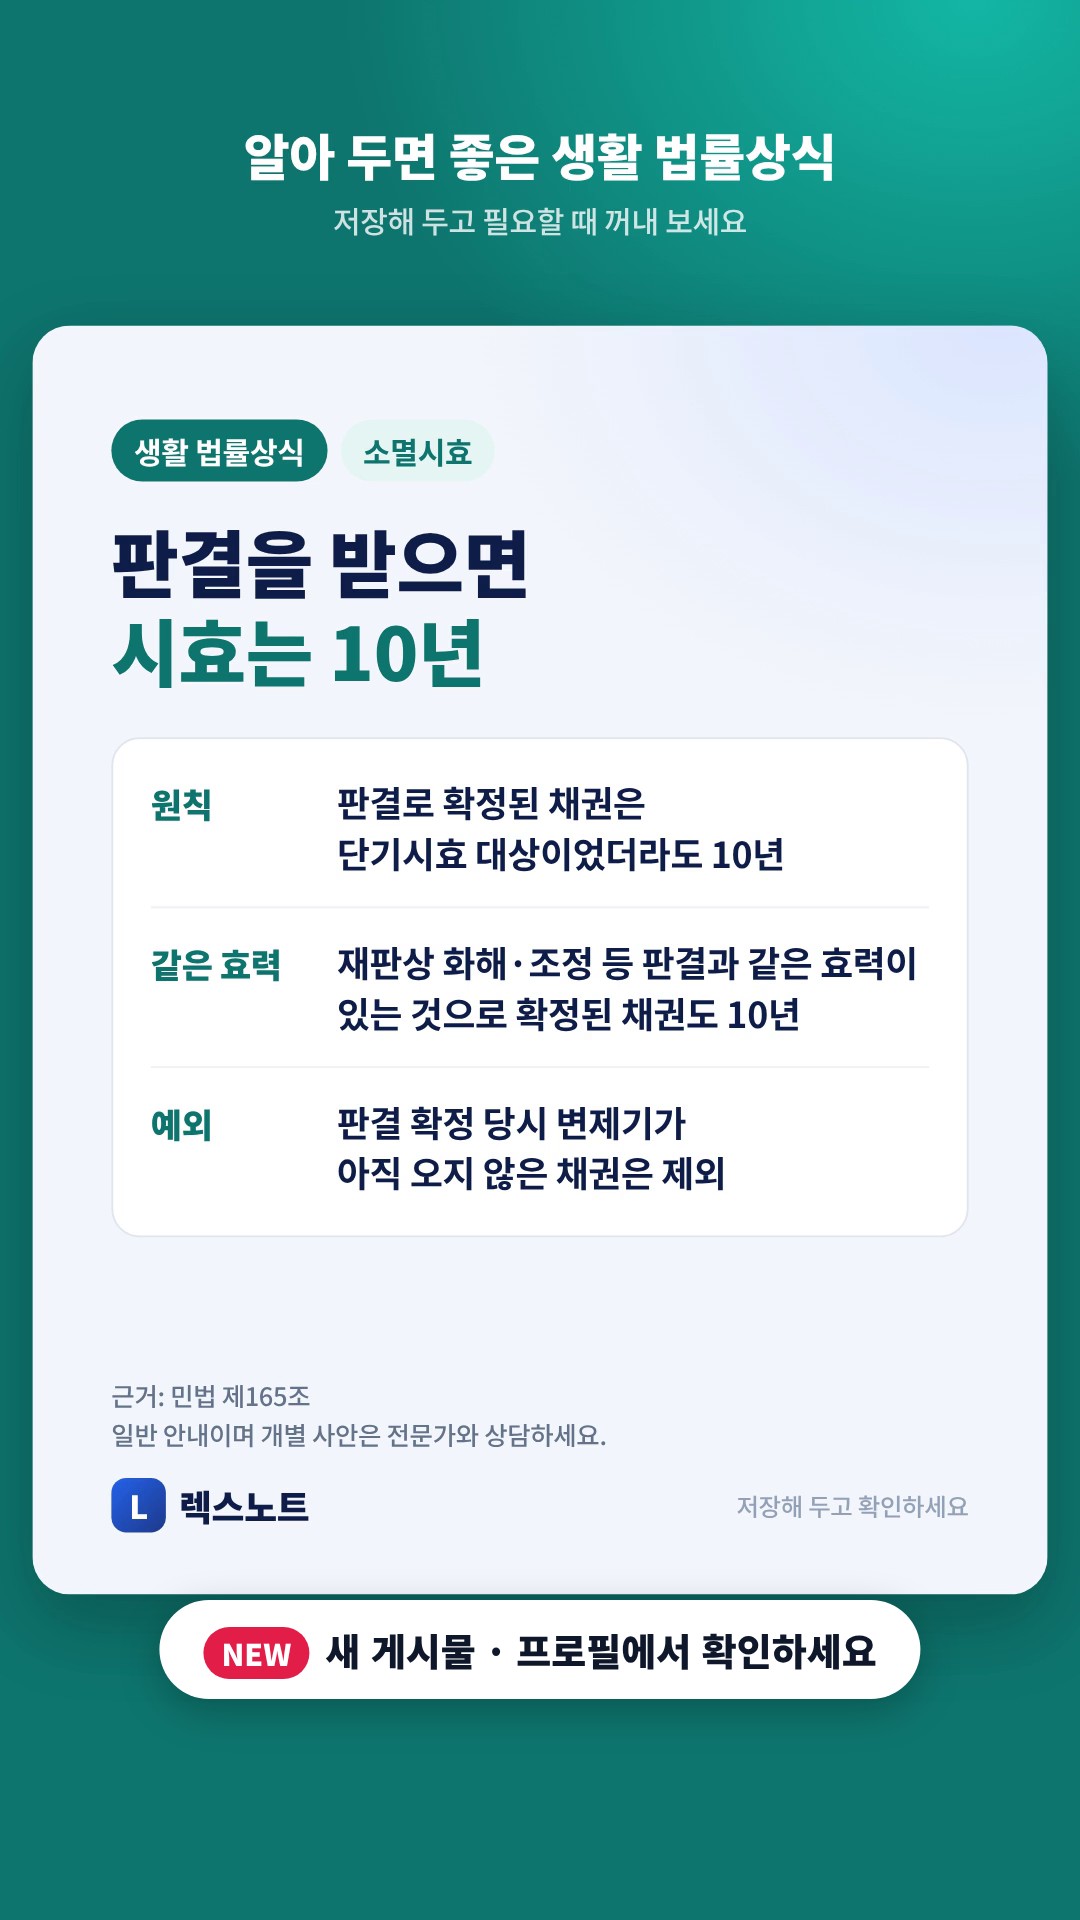 알아 두면 좋은 생활 법률상식
저장해 두고 필요할 때 꺼내 보세요
생활 법률상식
소멸시효
판결을 받으면
시효는 10년
원칙
판결로 확정된 채권은
단기시효 대상이었더라도 10년
같은 효력
재판상 화해·조정 등 판결과 같은 효력이
있는 것으로 확정된 채권도 10년
예외
판결 확정 당시 변제기가
아직 오지 않은 채권은 제외
근거: 민법 제165조
일반 안내이며 개별 사안은 전문가와 상담하세요.
L 렉스노트
저장해 두고 확인하세요
NEW 새 게시물 · 프로필에서 확인하세요